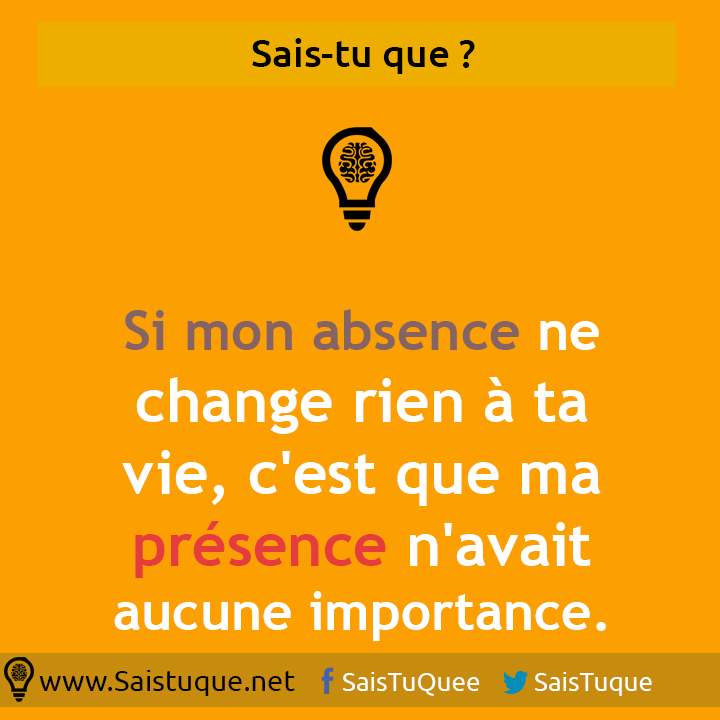 Sais-tu que ?
Si mon absence ne
change rien à ta
vie, c'est que ma
présence n'avait
aucune importance.
www.Saistuque.net SaisTuQuee SaisTuque